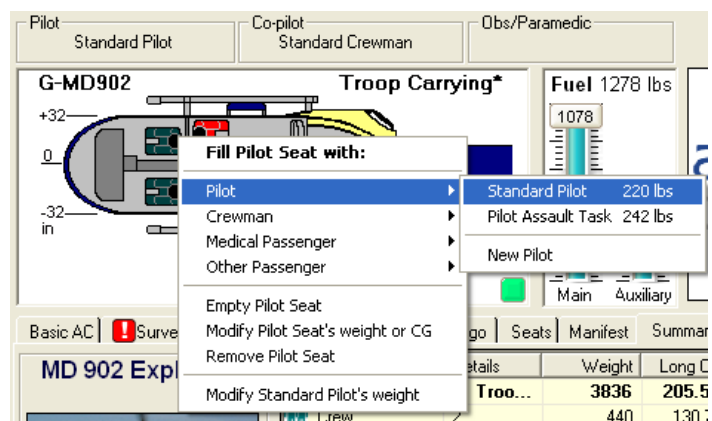 Pilot
Standard Pilot
Co-pilot
Standard Crewman
Obs/Par
G-MD902
Troop Carrying*
Fuel 1278 lbs
+32
1078
0
-32
in
Fill Pilot Seat with:
Pilot
Crewman
Medical Passenger
Other Passenger
Empty Pilot Seat
Modify Pilot Seat's weight or CG
Remove Pilot Seat
Modify Standard Pilot's weight
Standard Pilot 220 lbs
Pilot Assault Task 242 lbs
New Pilot
Main Auxiliary
Basic AC
Surve
go
Seats
Manifest
Summar
MD 902 Expl
etails
Weight
Long C
Troo...
3836
205.5
Crew
2
440
130.7